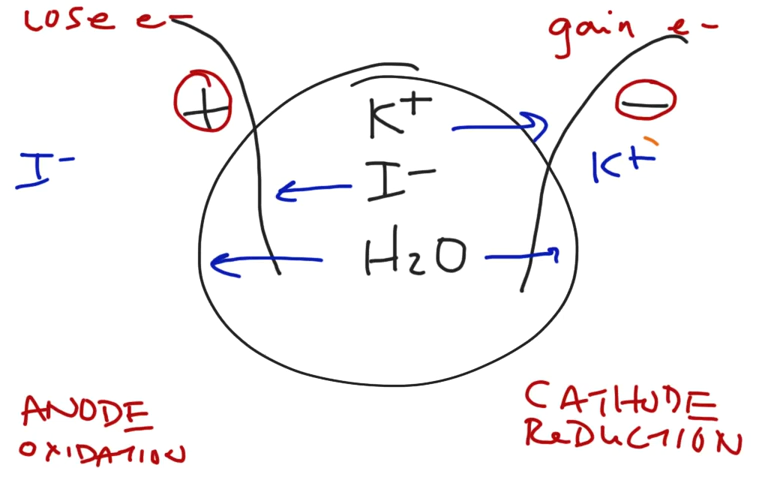 lose e-
gain e-
+
-
K+
I-
K+
I-
H2O
ANODE
OXIDATION
CATHODE
REDUCTION